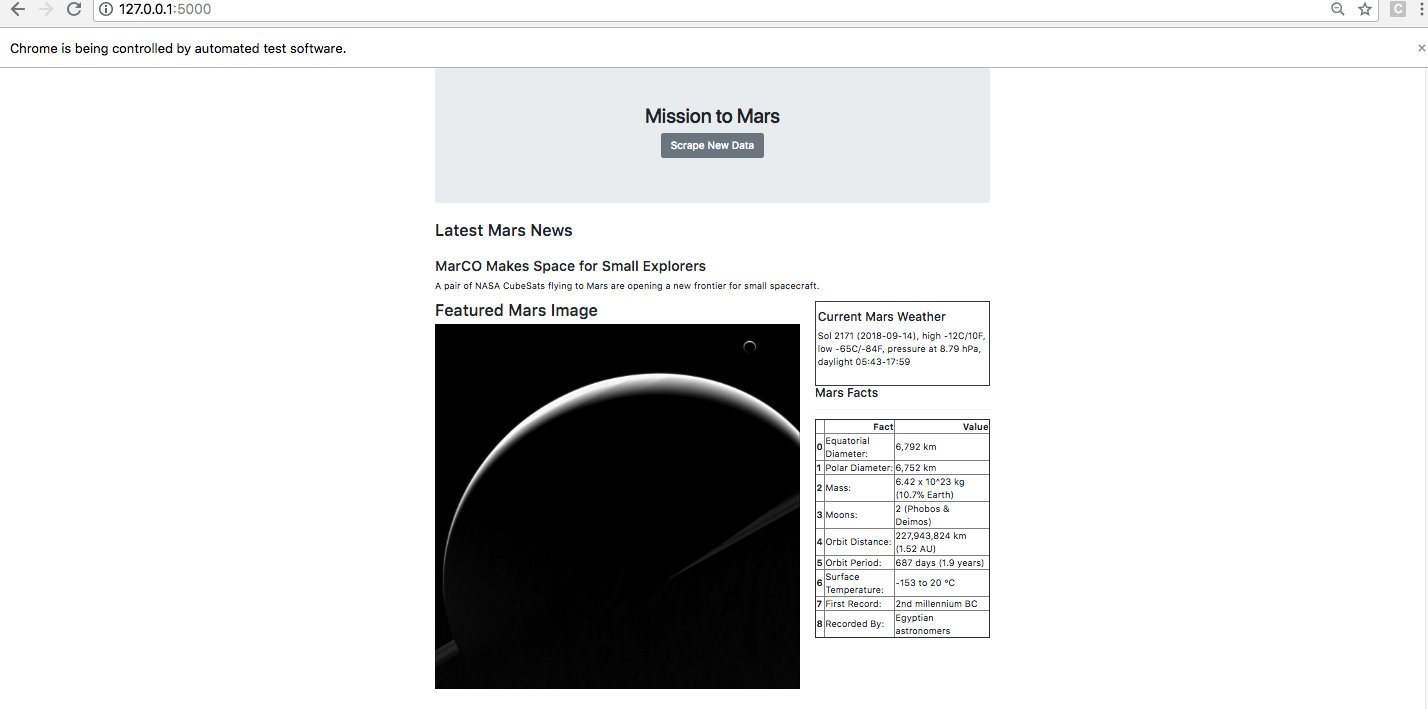 127.0.0.1:5000
C
Chrome is being controlled by automated test software.
Mission to Mars
Scrape New Data
Latest Mars News
MarCO Makes Space for Small Explorers
A pair of NASA CubeSats flying to Mars are opening a new frontier for small spacecraft.
Featured Mars Image
Current Mars Weather
Sol 2171 (2018-09-14), high -12C/10F,
low -65C/-84F, pressure at 8.79 hPa,
daylight 05:43-17:59
Mars Facts
Fact Value
0 Equatorial Diameter: 6,792 km
1 Polar Diameter: 6,752 km
2 Mass: 6.42 x 10^23 kg (10.7% Earth)
3 Moons: 2 (Phobos & Deimos)
4 Orbit Distance: 227,943,824 km (1.52 AU)
5 Orbit Period: 687 days (1.9 years)
6 Surface Temperature: -153 to 20 °C
7 First Record: 2nd millennium BC
8 Recorded By: Egyptian astronomers